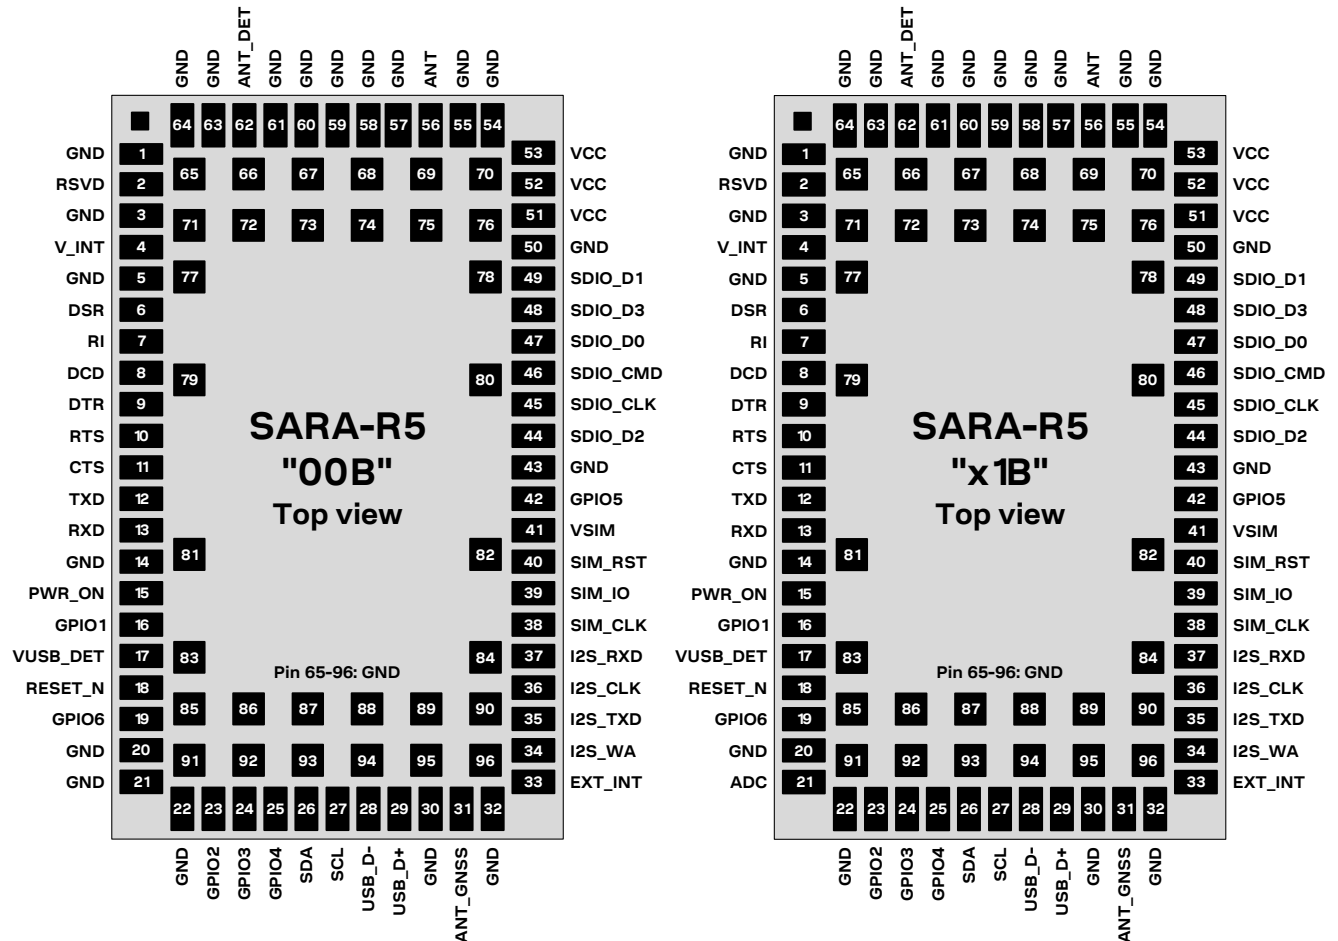 GND GND ANT_DET GND GND GND GND GND ANT GND GND
64 63 62 61 60 59 58 57 56 55 54
GND 1 53 VCC
65 66 67 68 69 70
RSVD 2 52 VCC
GND 3 51 VCC
71 72 73 74 75 76
V_INT 4 50 GND
GND 5 77 78 49 SDIO_D1
DSR 6 48 SDIO_D3
RI 7 47 SDIO_D0
DCD 8 79 80 46 SDIO_CMD
DTR 9 45 SDIO_CLK
SARA-R5
RTS 10 44 SDIO_D2
CTS 11 "00B" 43 GND
TXD 12 42 GPIO5
Top view
RXD 13 41 VSIM
GND 14 81 82 40 SIM_RST
PWR_ON 15 39 SIM_IO
GPIO1 16 38 SIM_CLK
VUSB_DET 17 83 84 37 I2S_RXD
Pin 65-96: GND
RESET_N 18 36 I2S_CLK
85 86 87 88 89 90
GPIO6 19 35 I2S_TXD
GND 20 34 I2S_WA
91 92 93 94 95 96
GND 21 33 EXT_INT
22 23 24 25 26 27 28 29 30 31 32
GND GPIO2 GPIO3 GPIO4 SDA SCL USB_D- USB_D+ GND ANT_GNSS GND
GND GND ANT_DET GND GND GND GND GND ANT GND GND
64 63 62 61 60 59 58 57 56 55 54
GND 1 53 VCC
65 66 67 68 69 70
RSVD 2 52 VCC
GND 3 51 VCC
71 72 73 74 75 76
V_INT 4 50 GND
GND 5 77 78 49 SDIO_D1
DSR 6 48 SDIO_D3
RI 7 47 SDIO_D0
DCD 8 79 80 46 SDIO_CMD
DTR 9 45 SDIO_CLK
SARA-R5
RTS 10 44 SDIO_D2
CTS 11 "x1B" 43 GND
TXD 12 42 GPIO5
Top view
RXD 13 41 VSIM
GND 14 81 82 40 SIM_RST
PWR_ON 15 39 SIM_IO
GPIO1 16 38 SIM_CLK
VUSB_DET 17 83 84 37 I2S_RXD
Pin 65-96: GND
RESET_N 18 36 I2S_CLK
85 86 87 88 89 90
GPIO6 19 35 I2S_TXD
GND 20 34 I2S_WA
91 92 93 94 95 96
ADC 21 33 EXT_INT
22 23 24 25 26 27 28 29 30 31 32
GND GPIO2 GPIO3 GPIO4 SDA SCL USB_D- USB_D+ GND ANT_GNSS GND